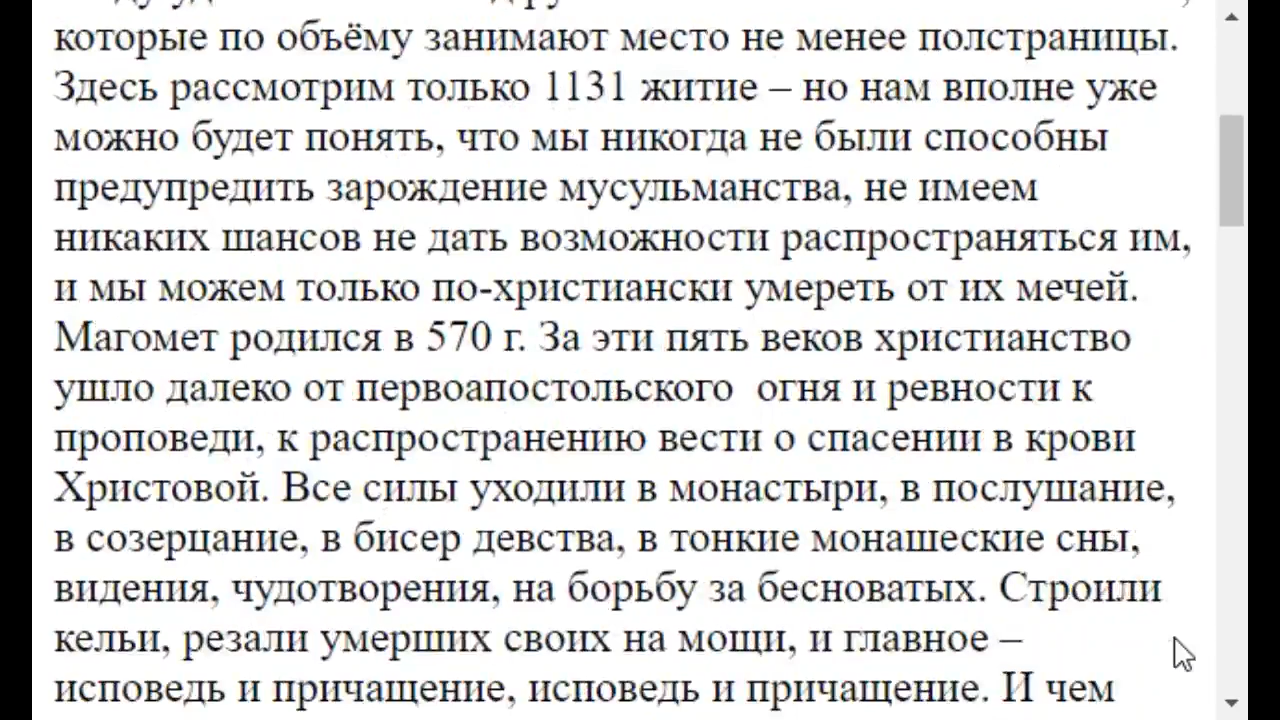 которые по объёму занимают место не менее полстраницы.
Здесь рассмотрим только 1131 житие – но нам вполне уже
можно будет понять, что мы никогда не были способны
предупредить зарождение мусульманства, не имеем
никаких шансов не дать возможности распространяться им,
и мы можем только по-христиански умереть от их мечей.
Магомет родился в 570 г. За эти пять веков христианство
ушло далеко от первоапостольского  огня и ревности к
проповеди, к распространению вести о спасении в крови
Христовой. Все силы уходили в монастыри, в послушание,
в созерцание, в бисер девства, в тонкие монашеские сны,
видения, чудотворения, на борьбу за бесноватых. Строили
кельи, резали умерших своих на мощи, и главное –
исповедь и причащение, исповедь и причащение. И чем